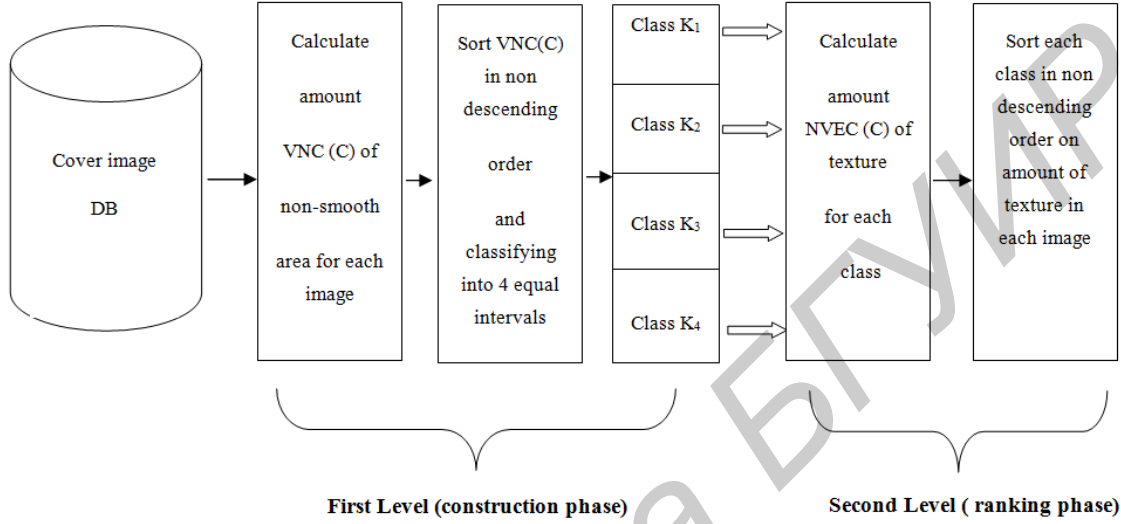 Cover image
DB
Calculate
amount
VNC (C) of
non-smooth
area for each
image
Sort VNC(C)
in non
descending
order
and
classifying
into 4 equal
intervals
Class K1
Class K2
Class K3
Class K4
Calculate
amount
NVEC (C) of
texture
for each
class
Sort each
class in non
descending
order on
amount of
texture in
each image
First Level (construction phase)
Second Level ( ranking phase)
а БГУИР